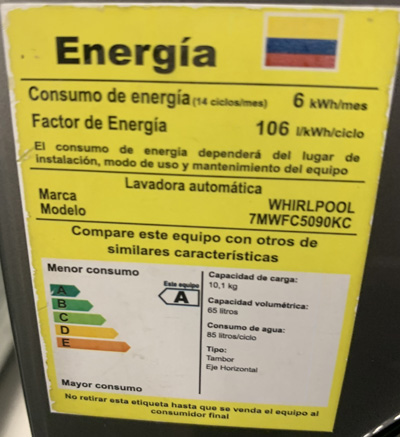 Energía
Consumo de energía (14 ciclos/mes) 6 kWh/mes
Factor de Energía 106 l/kWh/ciclo
El consumo de energía dependerá del lugar de
instalación, modo de uso y mantenimiento del equipo
Lavadora automática
Marca WHIRLPOOL
Modelo 7MWFC5090KC
Compare este equipo con otros de
similares características
Menor consumo
A
B
C
D
E
Mayor consumo
Este equipo
A
Capacidad de carga:
10,1 kg
Capacidad volumétrica:
65 litros
Consumo de agua:
85 litros/ciclo
Tipo:
Tambor
Eje Horizontal
No retirar esta etiqueta hasta que se venda el equipo al
consumidor final